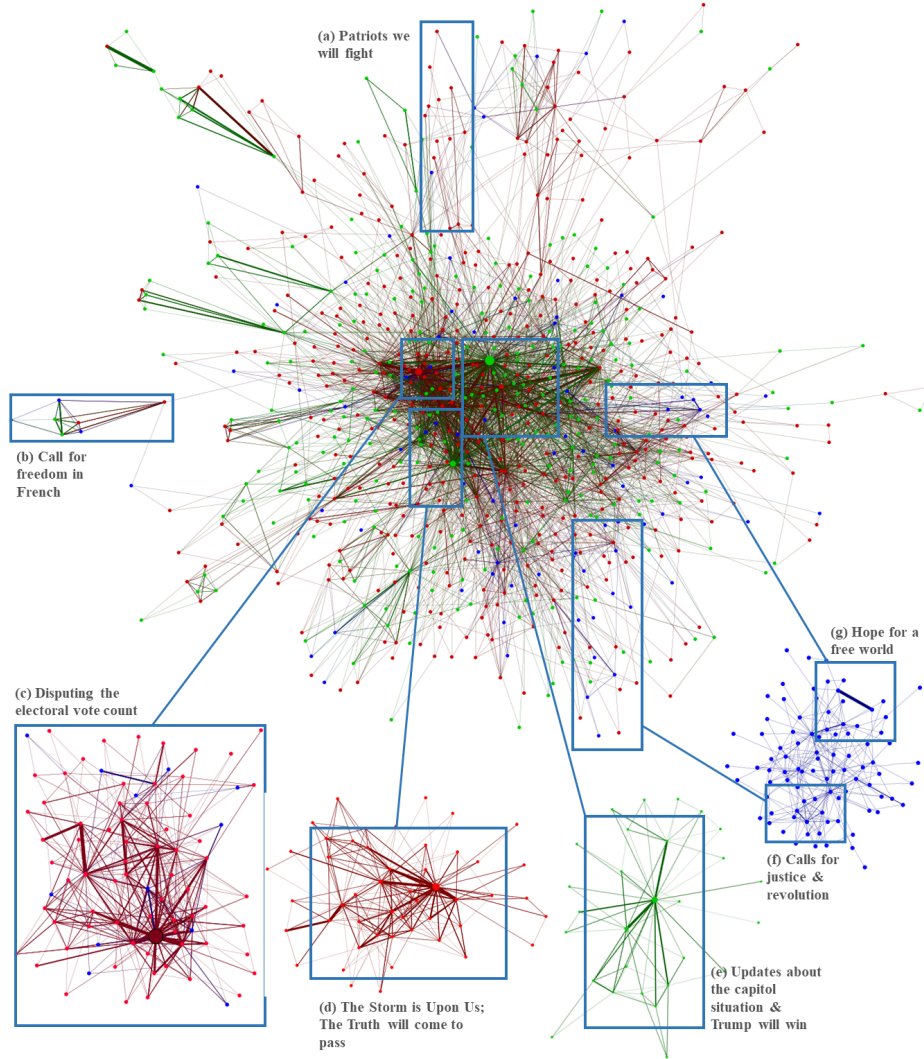 (a) Patriots we
will fight
(b) Call for
freedom in
French
(g) Hope for a
free world
(c) Disputing the
electoral vote count
(f) Calls for
justice &
revolution
(d) The Storm is Upon Us;
The Truth will come to
pass
(e) Updates about
the capitol
situation &
Trump will win